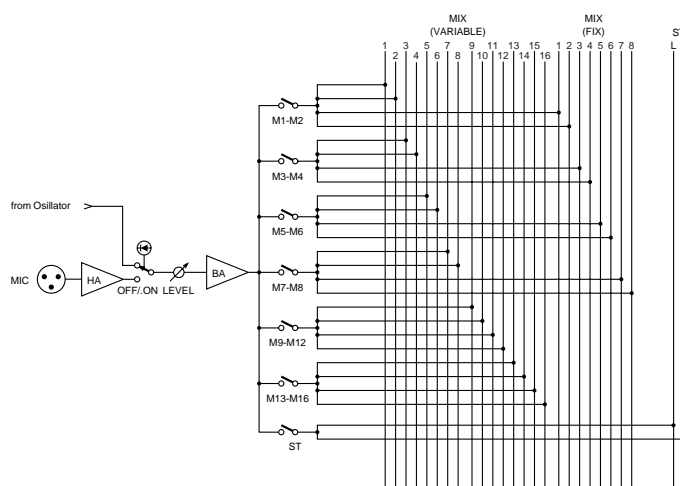 MIX
(VARIABLE)
MIX
(FIX)
1 2 3 4 5 6 7 8 9 10 11 12 13 14 15 16 1 2 3 4 5 6 7 8
L
M1-M2
M3-M4
from Osillator
M5-M6
MIC
HA
OFF/.ON
LEVEL
BA
M7-M8
M9-M12
M13-M16
ST